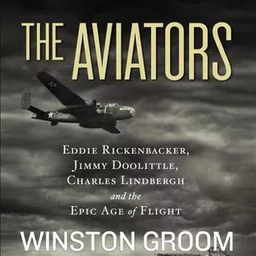 THE AVIATORS
EDDIE RICKENBACKER,
JIMMY DOOLITTLE,
CHARLES LINDBERGH
and the
EPIC AGE of FLIGHT
WINSTON GROOM